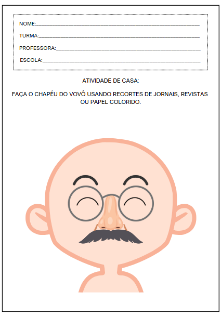 NOME:
TURMA:
PROFESSORA:
ESCOLA:
ATIVIDADE DE CASA:
FAÇA O CHAPÉU DO VOVÔ USANDO RECORTES DE JORNAIS, REVISTAS
OU PAPEL COLORIDO.